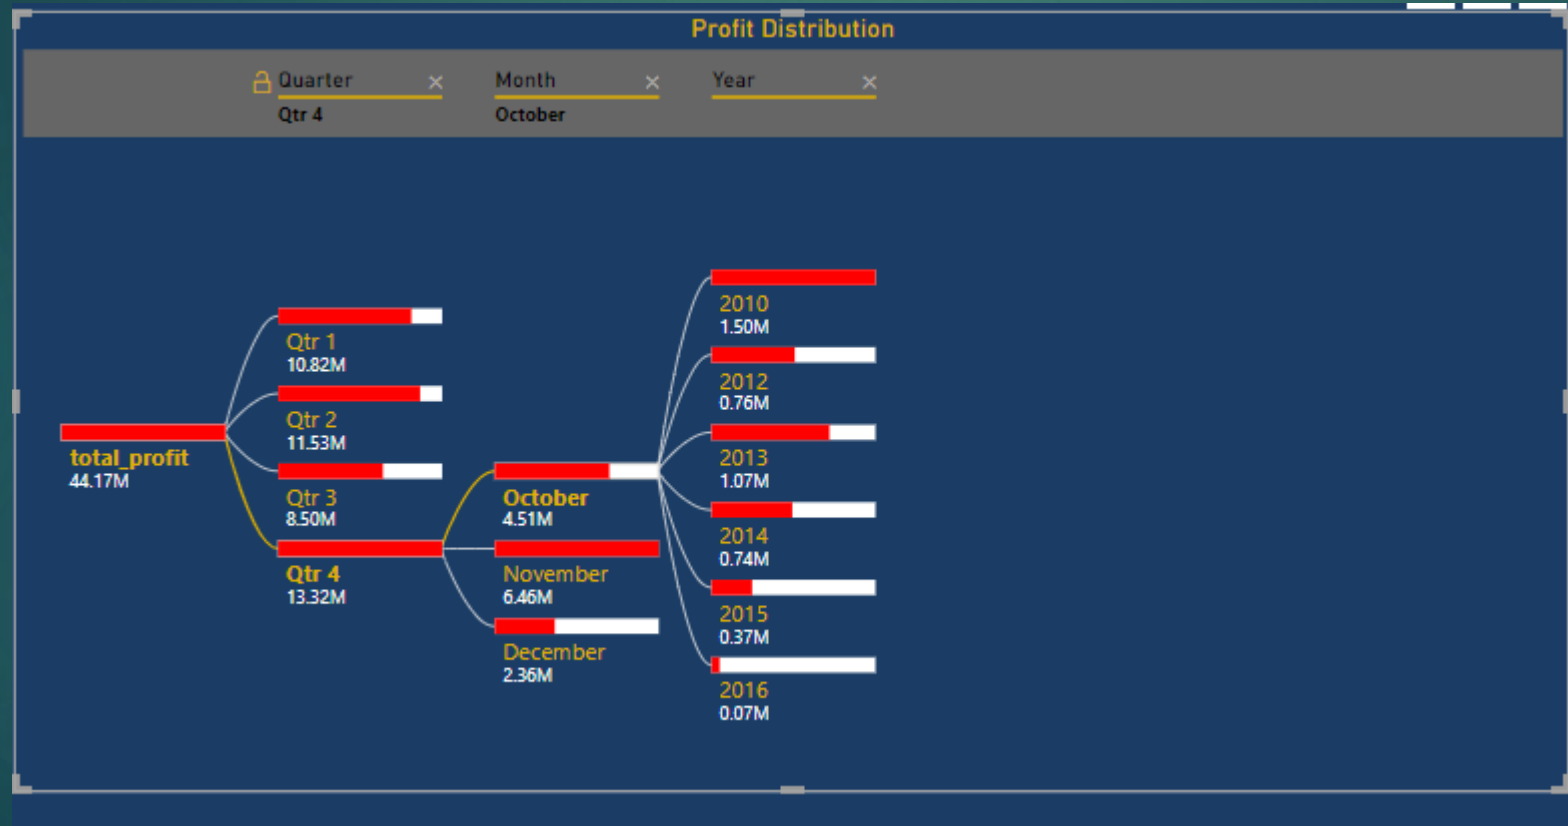 Profit Distribution
Quarter × Month × Year ×
Qtr 4 October
2010
1.50M
Qtr 1
10.82M
2012
0.76M
Qtr 2
11.53M
total_profit
44.17M
2013
1.07M
Qtr 3
8.50M
October
4.51M
2014
0.74M
Qtr 4
13.32M
November
6.46M
2015
0.37M
December
2.36M
2016
0.07M